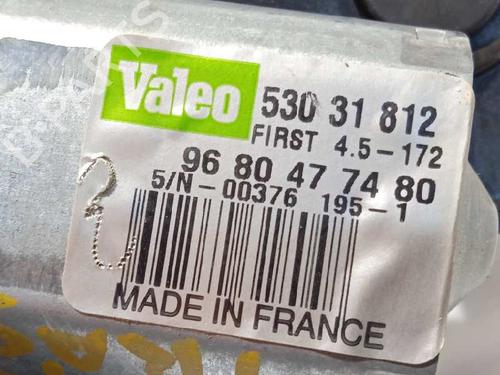 Valeo 530 31 812
FIRST 4.5-172
96 80 47 74 80
S/N-00376 195-1
MADE IN FRANCE